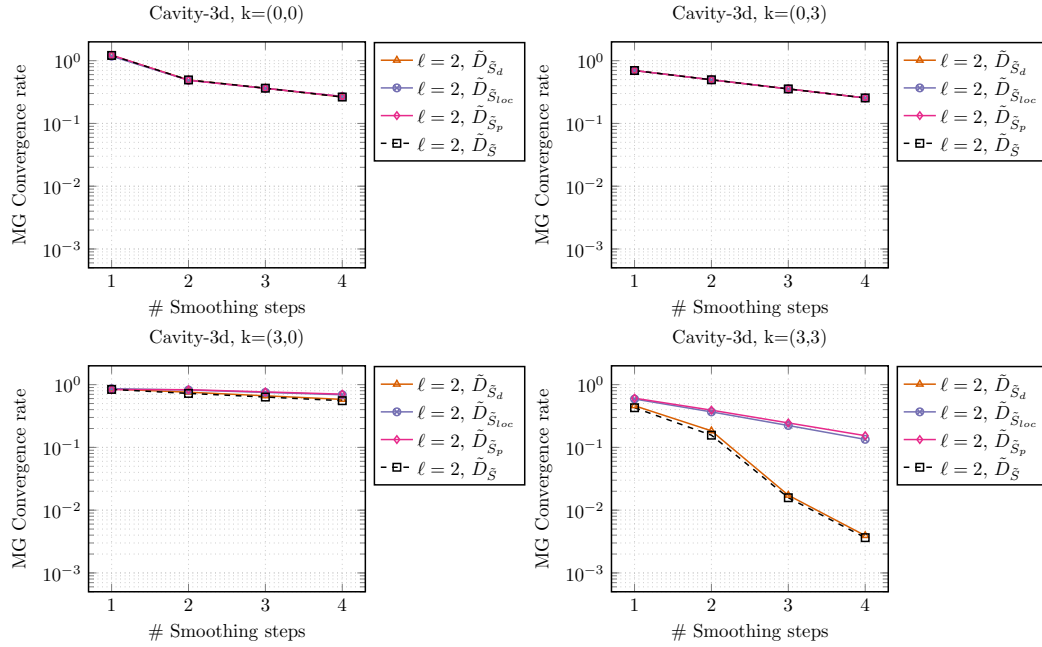 Cavity-3d, k=(0,0)
MG Convergence rate
10^0
10^{-1}
10^{-2}
10^{-3}
1 2 3 4
# Smoothing steps
ℓ = 2, D̃_{S̃_d}
ℓ = 2, D̃_{S̃_{loc}}
ℓ = 2, D̃_{S̃_p}
ℓ = 2, D̃_{S̃}
Cavity-3d, k=(0,3)
MG Convergence rate
10^0
10^{-1}
10^{-2}
10^{-3}
1 2 3 4
# Smoothing steps
ℓ = 2, D̃_{S̃_d}
ℓ = 2, D̃_{S̃_{loc}}
ℓ = 2, D̃_{S̃_p}
ℓ = 2, D̃_{S̃}
Cavity-3d, k=(3,0)
MG Convergence rate
10^0
10^{-1}
10^{-2}
10^{-3}
1 2 3 4
# Smoothing steps
ℓ = 2, D̃_{S̃_d}
ℓ = 2, D̃_{S̃_{loc}}
ℓ = 2, D̃_{S̃_p}
ℓ = 2, D̃_{S̃}
Cavity-3d, k=(3,3)
MG Convergence rate
10^0
10^{-1}
10^{-2}
10^{-3}
1 2 3 4
# Smoothing steps
ℓ = 2, D̃_{S̃_d}
ℓ = 2, D̃_{S̃_{loc}}
ℓ = 2, D̃_{S̃_p}
ℓ = 2, D̃_{S̃}